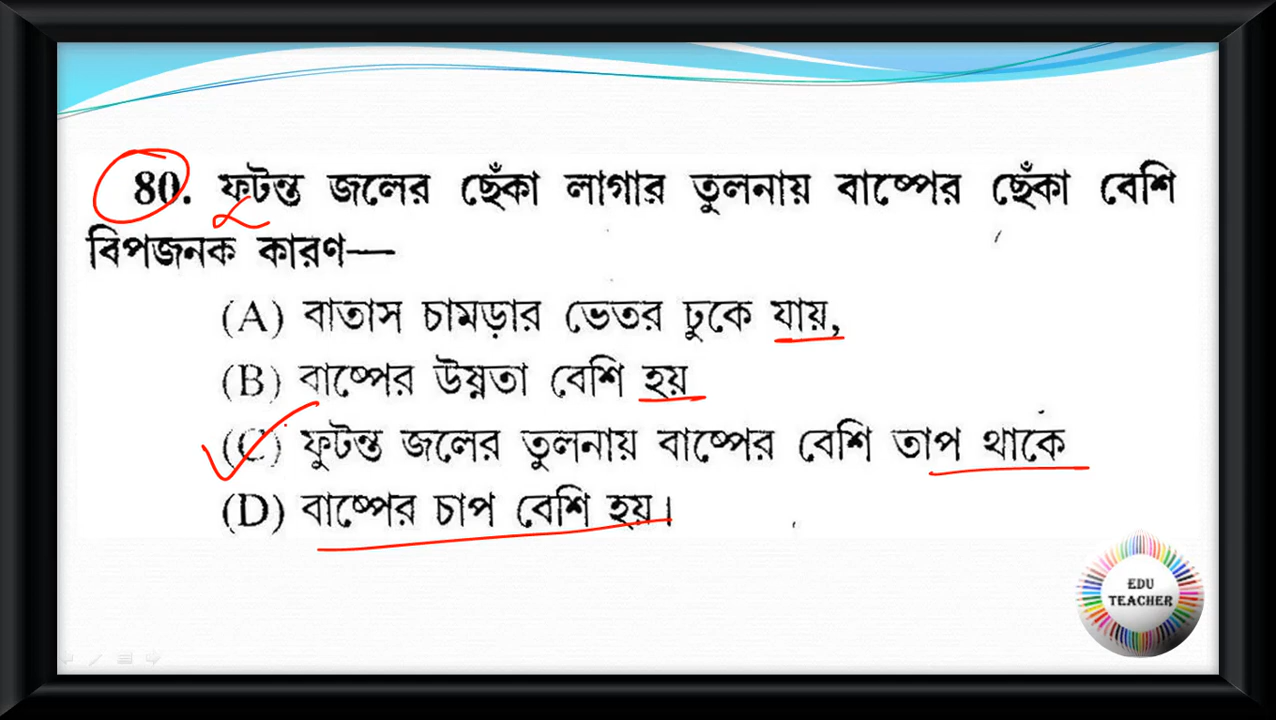 80. ফুটন্ত জলের ছেঁকা লাগার তুলনায় বাষ্পের ছেঁকা বেশি
বিপজনক কারণ—
(A) বাতাস চামড়ার ভেতর ঢুকে যায়,
(B) বাষ্পের উষ্ণতা বেশি হয়
(C) ফুটন্ত জলের তুলনায় বাষ্পের বেশি তাপ থাকে
(D) বাষ্পের চাপ বেশি হয়।
EDU
TEACHER